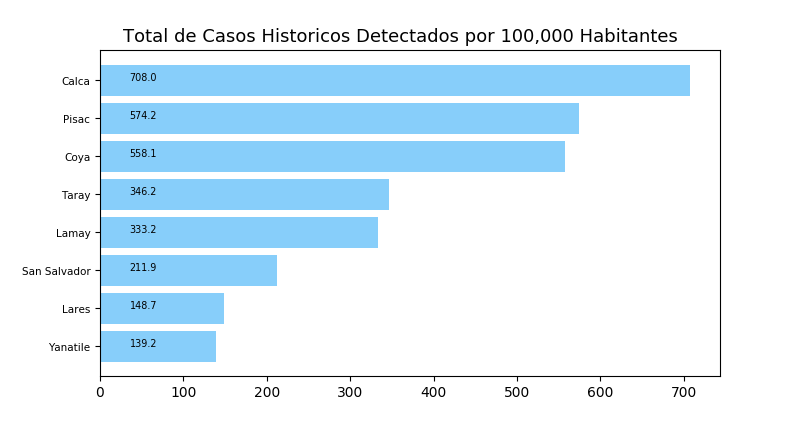 Total de Casos Historicos Detectados por 100,000 Habitantes
Calca 708.0
Pisac 574.2
Coya 558.1
Taray 346.2
Lamay 333.2
San Salvador 211.9
Lares 148.7
Yanatile 139.2
0 100 200 300 400 500 600 700